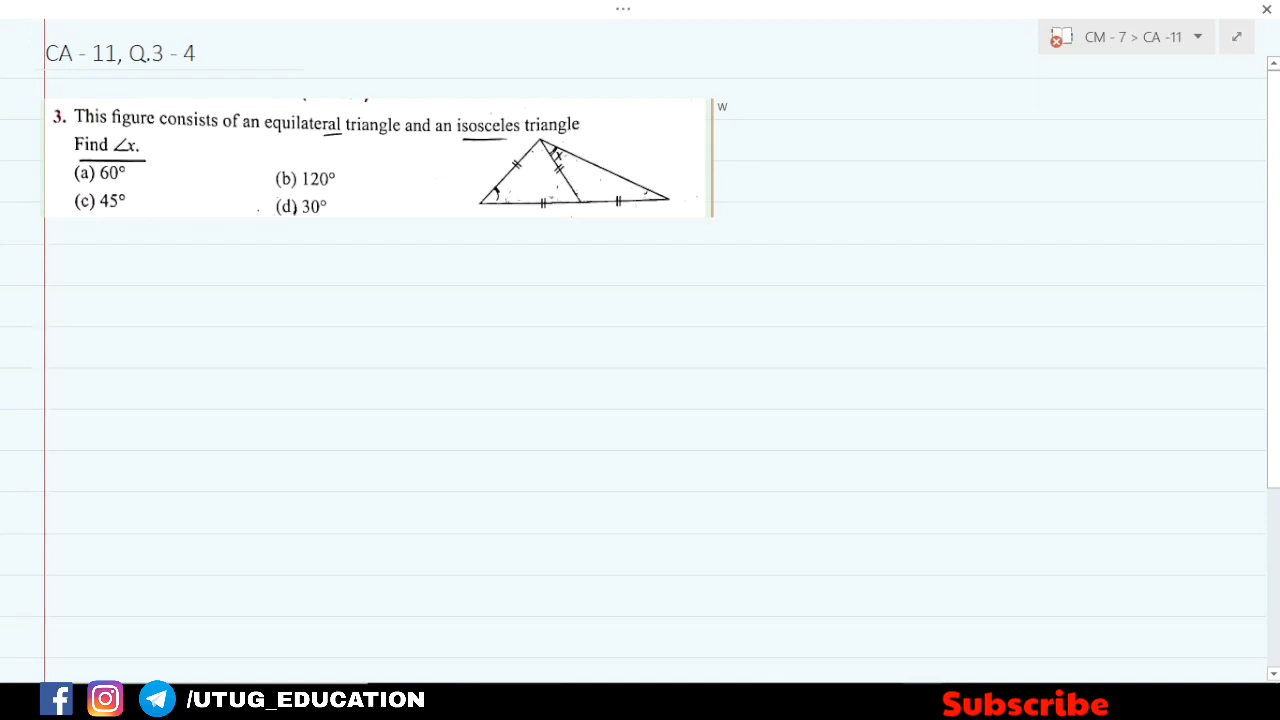 CM - 7 > CA -11
CA - 11, Q.3 - 4
3. This figure consists of an equilateral triangle and an isosceles triangle
Find ∠x.
(a) 60°
(b) 120°
(c) 45°
(d) 30°
x
W
/UTUG_EDUCATION
Subscribe